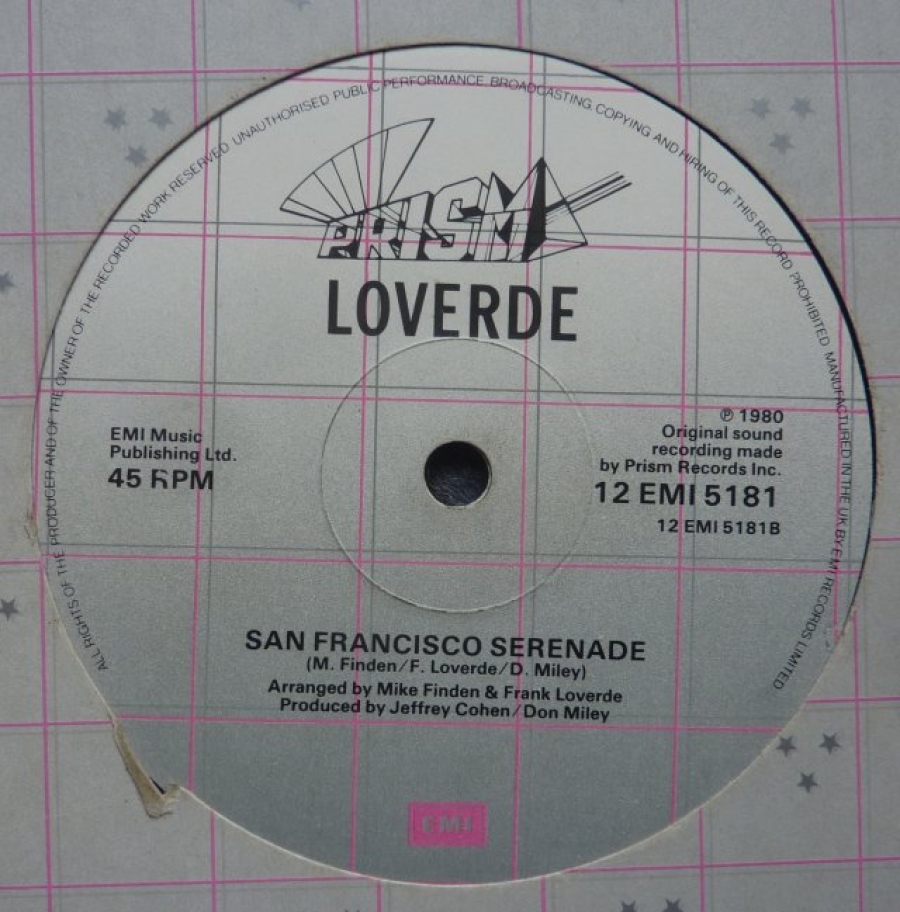 ALL RIGHTS OF THE PRODUCER AND OF THE OWNER OF THE RECORDED WORK RESERVED UNAUTHORISED PUBLIC PERFORMANCE BROADCASTING COPYING AND HIRING OF THIS RECORD PROHIBITED MANUFACTURED IN THE UK BY EMI RECORDS LIMITED
PRISM
LOVERDE
EMI Music
Publishing Ltd.
45 RPM
℗ 1980
Original sound
recording made
by Prism Records Inc.
12 EMI 5181
12 EMI 5181B
SAN FRANCISCO SERENADE
(M. Finden/F. Loverde/D. Miley)
Arranged by Mike Finden & Frank Loverde
Produced by Jeffrey Cohen/Don Miley
EMI